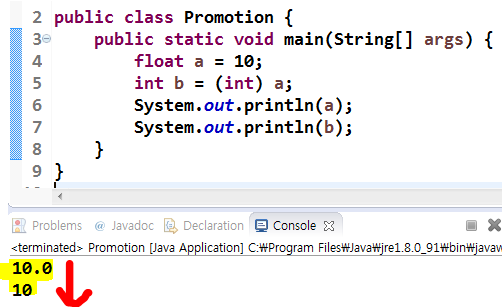 2 public class Promotion {
3 public static void main(String[] args) {
4 float a = 10;
5 int b = (int) a;
6 System.out.println(a);
7 System.out.println(b);
8 }
9 }
Problems @ Javadoc Declaration Console
<terminated> Promotion [Java Application] C:₩Program Files₩Java₩jre1.8.0_91₩bin₩javaw
10.0
10